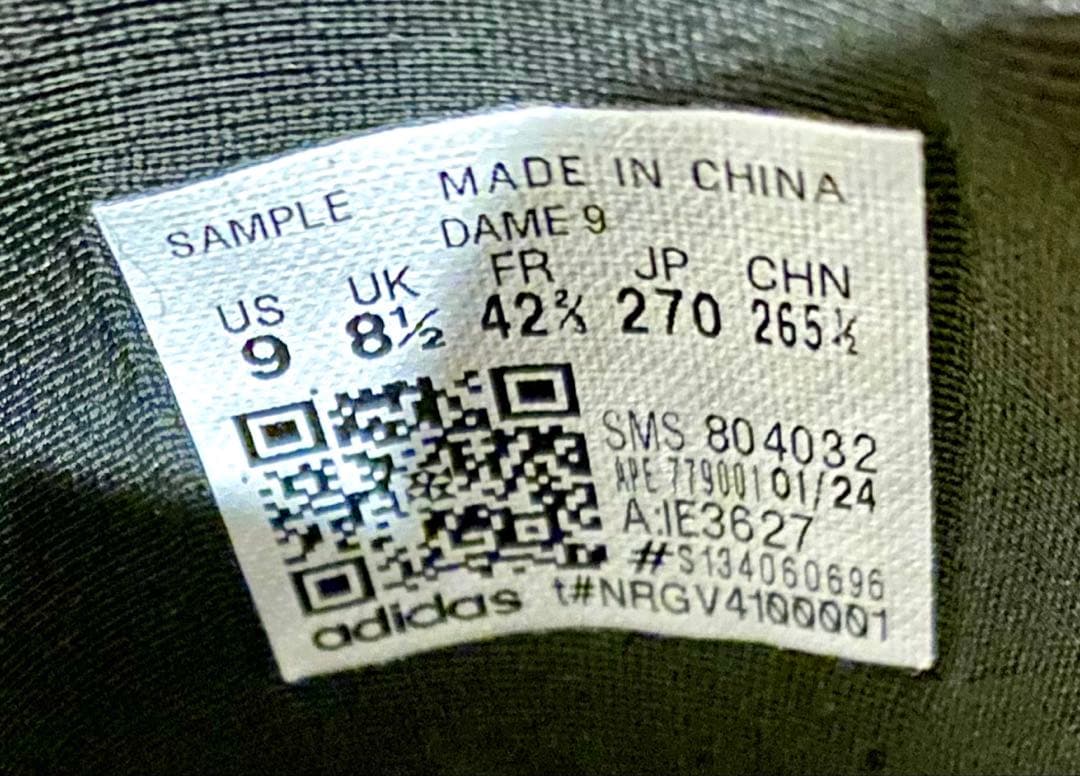 SAMPLE MADE IN CHINA
DAME 9
US UK FR JP CHN
9 8½ 42⅔ 270 265½
SMS 804032
APE 779001 01/24
A:IE3627
#S134060696
adidas t#NRGV4100001